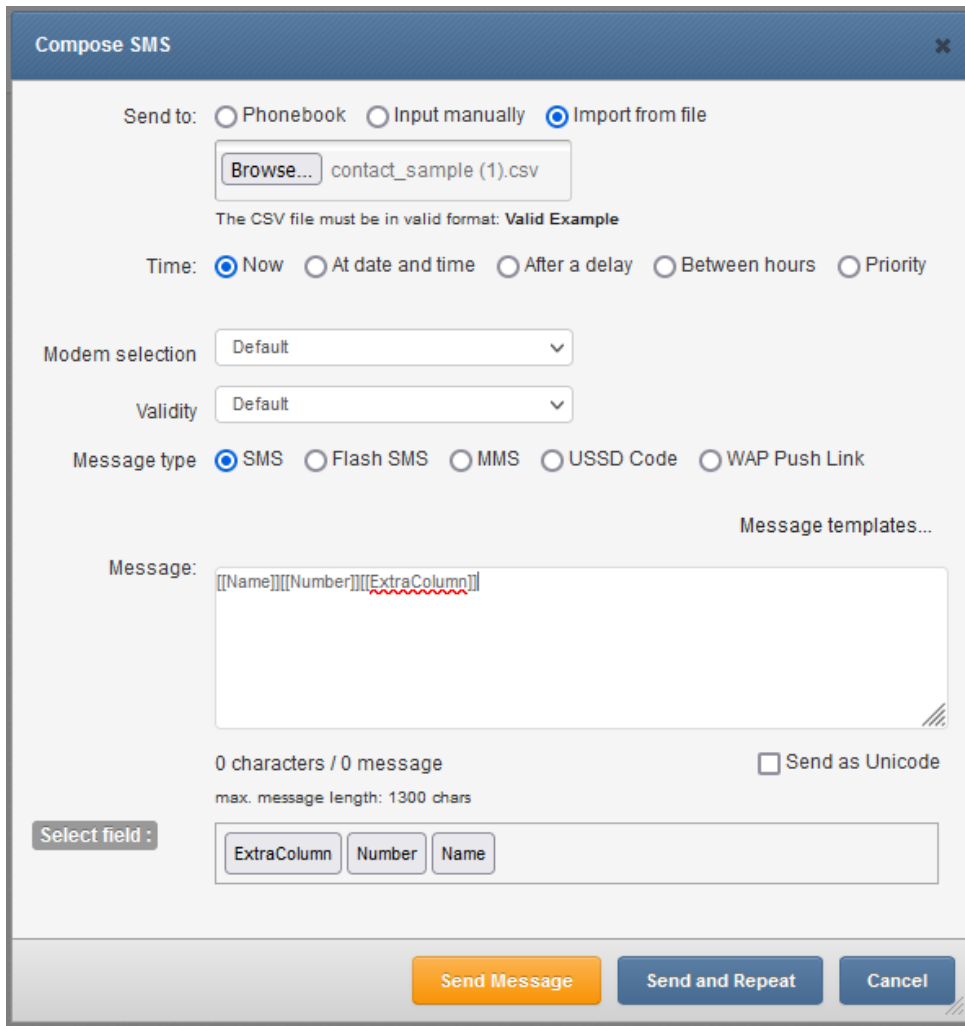 Compose SMS
Send to: Phonebook Input manually Import from file
Browse... contact_sample (1).csv
The CSV file must be in valid format: Valid Example
Time: Now At date and time After a delay Between hours Priority
Modem selection Default
Validity Default
Message type SMS Flash SMS MMS USSD Code WAP Push Link
Message templates...
Message:
[[Name]][[Number]][[ExtraColumn]]
0 characters / 0 message Send as Unicode
max. message length: 1300 chars
Select field :
ExtraColumn Number Name
Send Message Send and Repeat Cancel